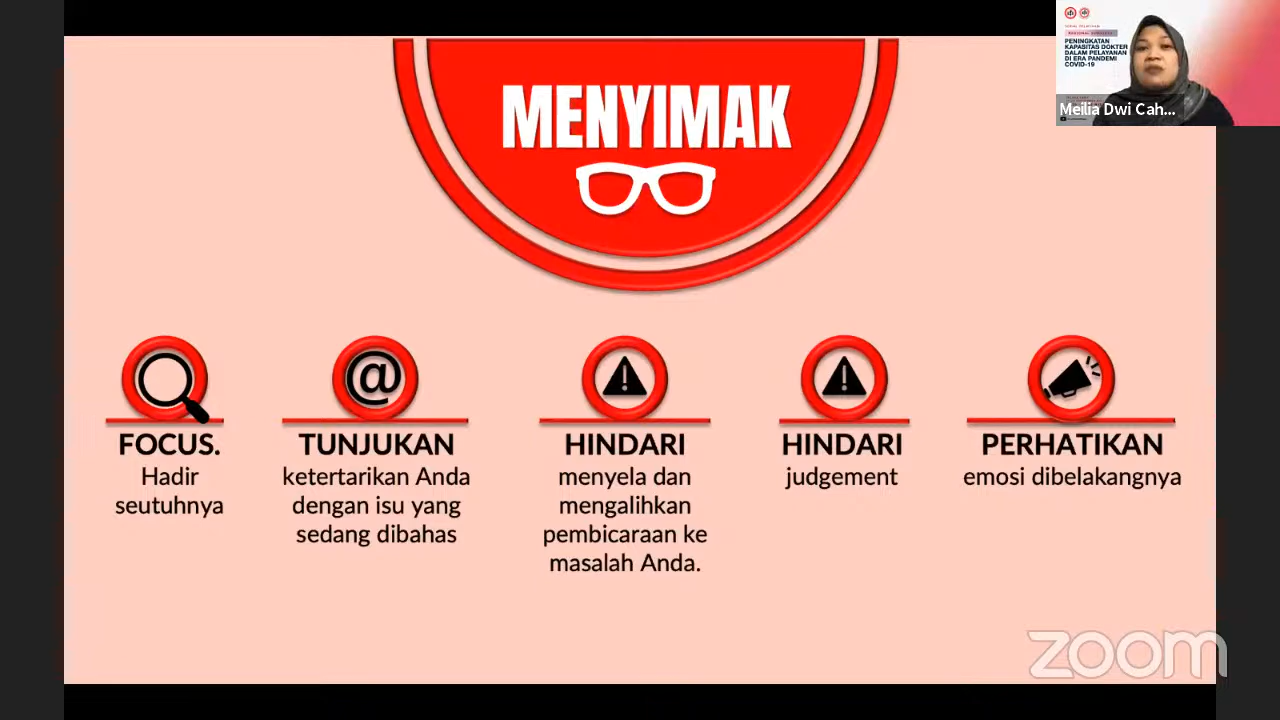 MENYIMAK
FOCUS.
Hadir
seutuhnya
TUNJUKAN
ketertarikan Anda
dengan isu yang
sedang dibahas
HINDARI
menyela dan
mengalihkan
pembicaraan ke
masalah Anda.
HINDARI
judgement
PERHATIKAN
emosi dibelakangnya
PENINGKATAN
KAPASITAS DOKTER
DALAM PELAYANAN
DI ERA PANDEMI
COVID-19
Meilia Dwi Cah...
zoom